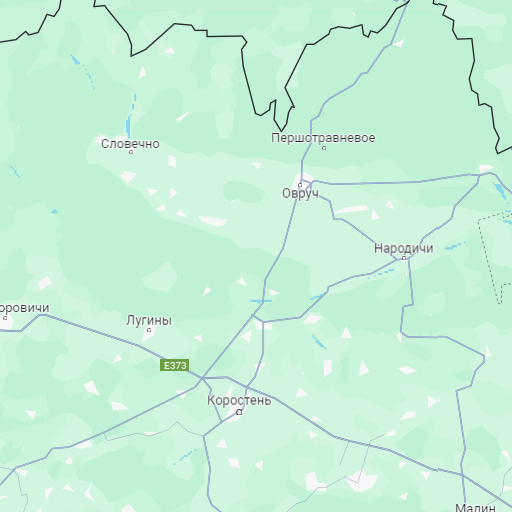 Першотравневое
Словечно
Овруч
Народичи
оровичи
Лугины
E373
Коростень
Малин